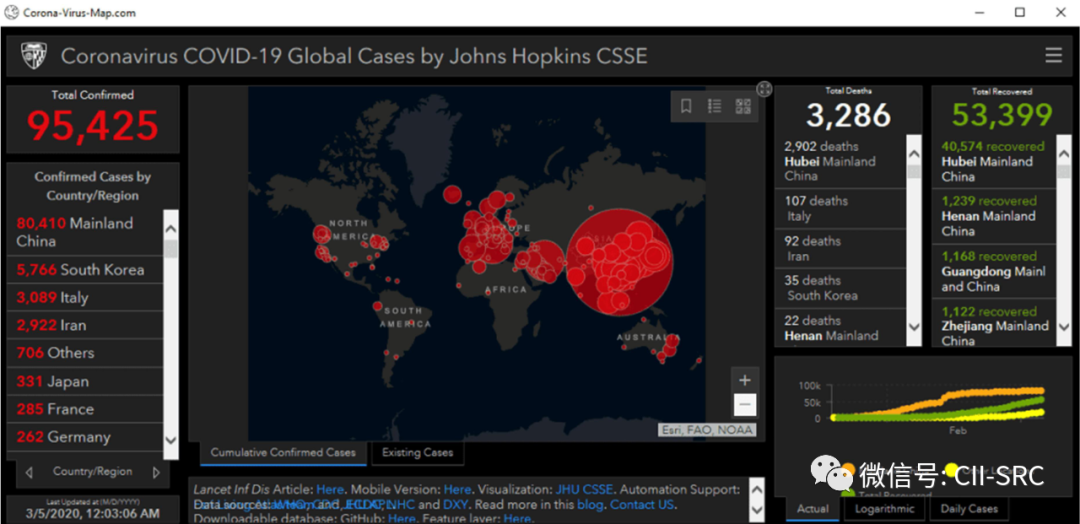 Corona-Virus-Map.com
Coronavirus COVID-19 Global Cases by Johns Hopkins CSSE
Total Confirmed
95,425
Confirmed Cases by
Country/Region
80,410 Mainland
China
5,766 South Korea
3,089 Italy
2,922 Iran
706 Others
331 Japan
285 France
262 Germany
Country/Region
Last Updated at (M/D/YYYY)
3/5/2020, 12:03:06 AM
NORTH
AMERICA
SOUTH
AMERICA
AFRICA
AUSTRALIA
Esri, FAO, NOAA
Cumulative Confirmed Cases
Existing Cases
Lancet Inf Dis Article: Here. Mobile Version: Here. Visualization: JHU CSSE. Automation Support:
Data sources: WHO, and DXY. Read more in this blog. Contact US.
Downloadable database: GitHub: Here. Feature layer: Here.
Total Deaths
3,286
2,902 deaths
Hubei Mainland
China
107 deaths
Italy
92 deaths
Iran
35 deaths
South Korea
22 deaths
Henan Mainland
Total Recovered
53,399
40,574 recovered
Hubei Mainland
China
1,239 recovered
Henan Mainland
China
1,168 recovered
Guangdong Mainl
and China
1,122 recovered
Zhejiang Mainland
China
100k
50k
0
Feb
微信号: CII-SRC
Total Recovered
Actual
Logarithmic
Daily Cases